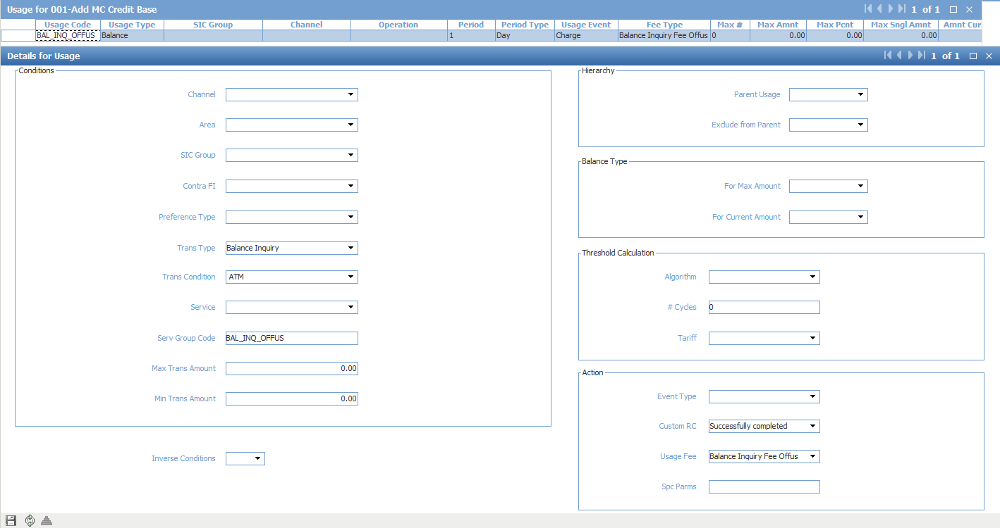 Usage for 001-Add MC Credit Base 1 of 1
Usage Code Usage Type SIC Group Channel Operation Period Period Type Usage Event Fee Type Max # Max Amnt Max Pcnt Max Sngl Amnt Amnt Cur
BAL_INQ_OFFUS Balance 1 Day Charge Balance Inquiry Fee Offus 0 0.00 0.00 0.00
Details for Usage 1 of 1
Conditions
Channel
Area
SIC Group
Contra FI
Preference Type
Trans Type Balance Inquiry
Trans Condition ATM
Service
Serv Group Code BAL_INQ_OFFUS
Max Trans Amount 0.00
Min Trans Amount 0.00
Inverse Conditions
Hierarchy
Parent Usage
Exclude from Parent
Balance Type
For Max Amount
For Current Amount
Threshold Calculation
Algorithm
# Cycles 0
Tariff
Action
Event Type
Custom RC Successfully completed
Usage Fee Balance Inquiry Fee Offus
Spc Parms